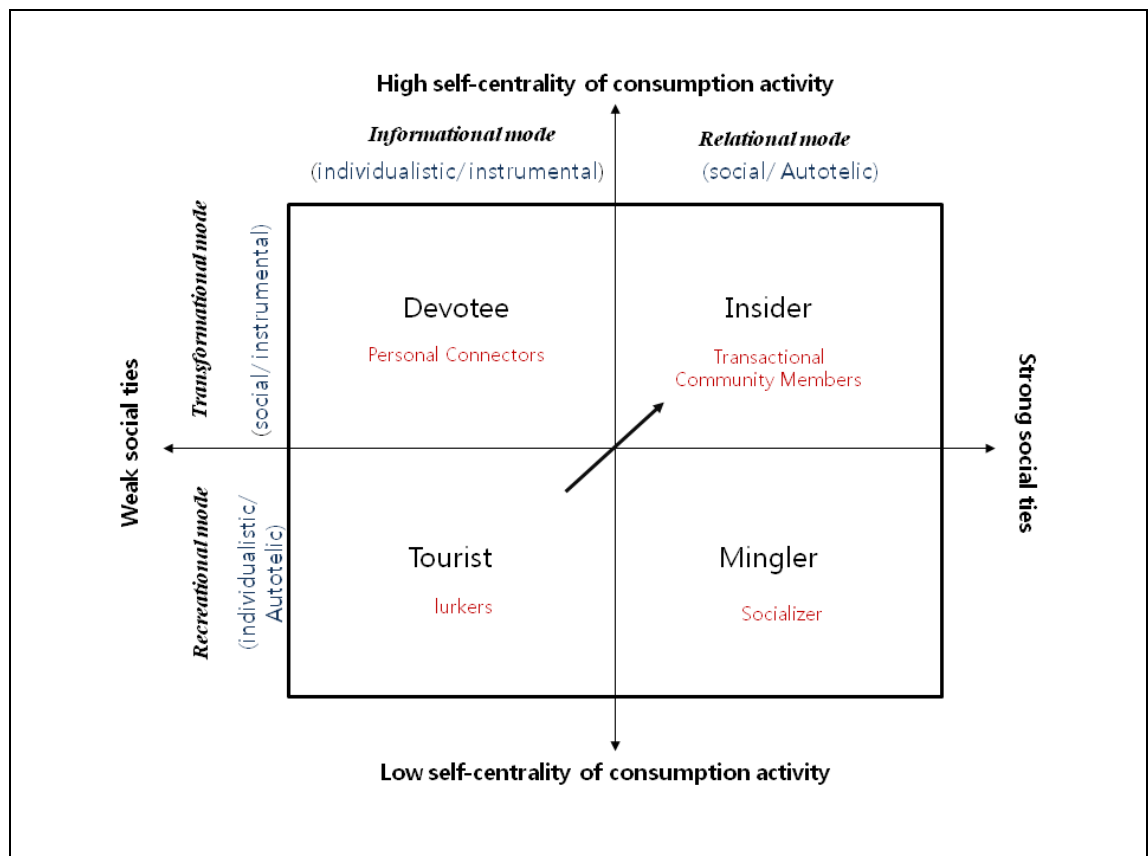 High self-centrality of consumption activity
Informational mode
(individualistic/ instrumental)
Relational mode
(social/ Autotelic)
Transformational mode
(social/ instrumental)
Devotee
Personal Connectors
Insider
Transactional
Community Members
Weak social ties
Strong social ties
Recreational mode
(individualistic/
Autotelic)
Tourist
lurkers
Mingler
Socializer
Low self-centrality of consumption activity